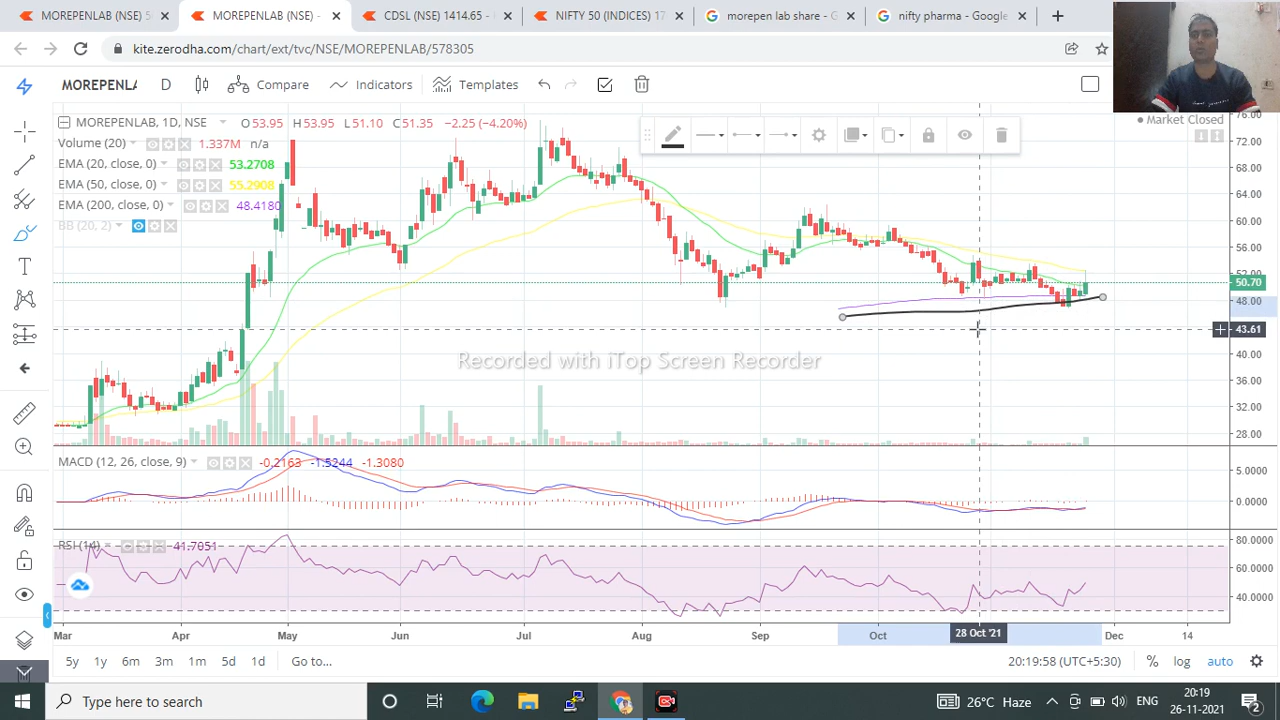 MOREPENLAB (NSE) 5
MOREPENLAB (NSE) -
CDSL (NSE) 1414.65 -
NIFTY 50 (INDICES) 17
morepen lab share - G
nifty pharma - Google
kite.zerodha.com/chart/ext/tvc/NSE/MOREPENLAB/578305
MOREPENLA
D
Compare
Indicators
Templates
MOREPENLAB, 1D, NSE
O53.95 H53.95 L51.10 C51.35 -2.25 (-4.20%)
Market Closed
Volume (20)
1.337M n/a
EMA (20, close, 0)
53.2708
EMA (50, close, 0)
55.2908
EMA (200, close, 0)
48.4180
BB (20, 2)
76.00
72.00
68.00
64.00
60.00
56.00
52.00
50.70
48.00
43.61
40.00
36.00
32.00
28.00
Recorded with iTop Screen Recorder
MACD (12, 26, close, 9)
-0.2163 -1.5244 -1.3080
5.0000
0.0000
RSI (14)
41.7051
80.0000
60.0000
40.0000
Mar Apr May Jun Jul Aug Sep Oct 28 Oct '21 Dec 14
5y 1y 6m 3m 1m 5d 1d Go to...
20:19:58 (UTC+5:30) % log auto
Type here to search
26°C Haze
ENG
20:19
26-11-2021
2